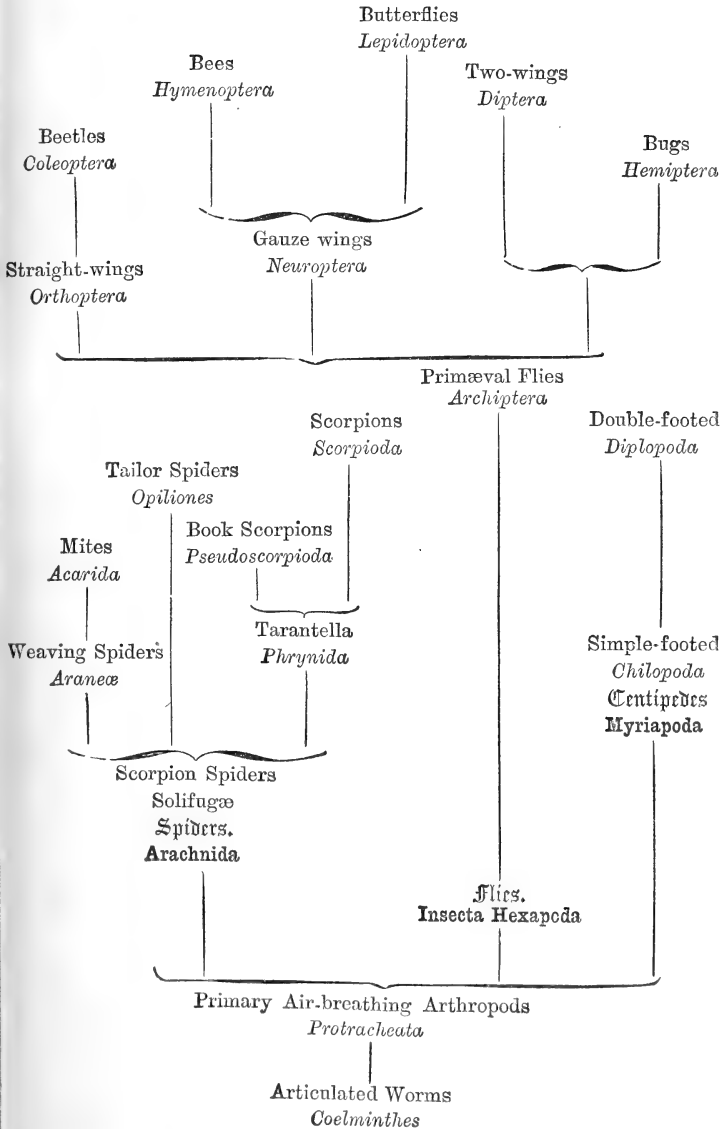 Butterflies
Lepidoptera
Bees
Hymenoptera
Two-wings
Diptera
Beetles
Coleoptera
Bugs
Hemiptera
Gauze wings
Neuroptera
Straight-wings
Orthoptera
Primæval Flies
Archiptera
Scorpions
Scorpioda
Double-footed
Diplopoda
Tailor Spiders
Opiliones
Book Scorpions
Pseudoscorpioda
Mites
Acarida
Tarantella
Phrynida
Weaving Spiders
Araneæ
Simple-footed
Chilopoda
Centipedes
Myriapoda
Scorpion Spiders
Solifugæ
Spiders.
Arachnida
Flies.
Insecta Hexapoda
Primary Air-breathing Arthropods
Protracheata
Articulated Worms
Coelminthes